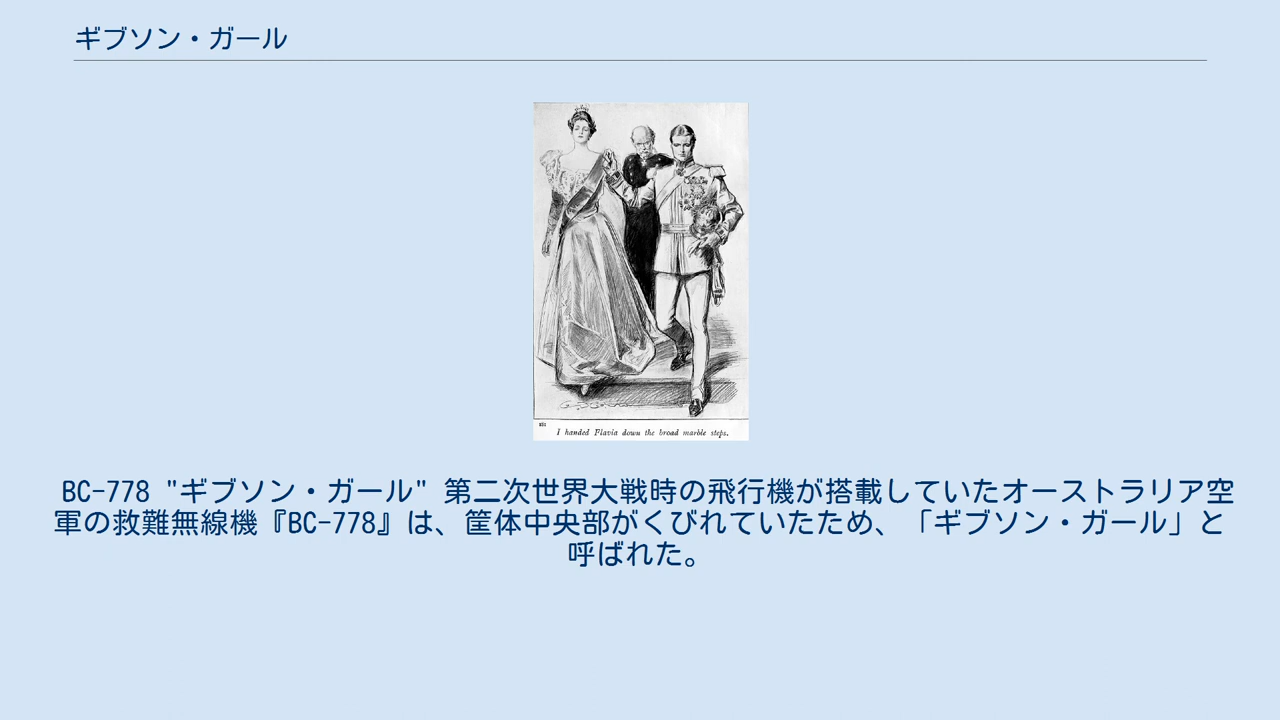 ギブソン・ガール
I handed Flavia down the broad marble steps.
BC-778 "ギブソン・ガール" 第二次世界大戦時の飛行機が搭載していたオーストラリア空
軍の救難無線機『BC-778』は、筐体中央部がくびれていたため、「ギブソン・ガール」と
呼ばれた。